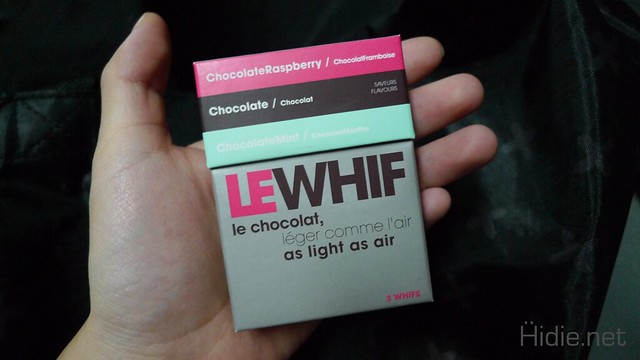 ChocolateRaspberry / ChocolatFramboise
SAVEURS
FLAVOURS
Chocolate / Chocolat
ChocolateMint / ChocolatMenthe
LEWHIF
le chocolat,
léger comme l'air
as light as air
3 WHIFS
Hidie.net